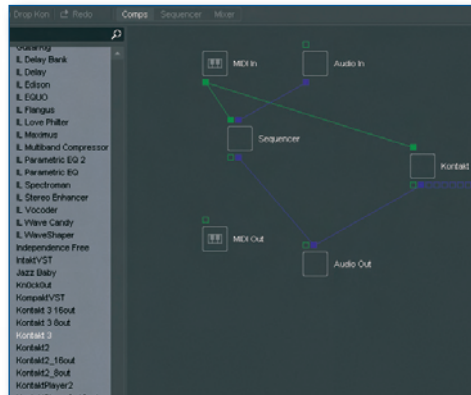 Drop Kon Redo Comps Sequencer Mixer
GuitarRig
IL Delay Bank
IL Delay
IL Edison
IL EQUO
IL Flangus
IL Love Philter
IL Maximus
IL Multiband Compressor
IL Parametric EQ 2
IL Parametric EQ
IL Spectroman
IL Stereo Enhancer
IL Vocoder
IL Wave Candy
IL WaveShaper
Independence Free
IntaktVST
Jazz Baby
Kn0ck0ut
KompaktVST
Kontakt 3 16out
Kontakt 3 8out
Kontakt 3
Kontakt2
Kontakt2_16out
Kontakt2_8out
KontaktPlayer2
MIDI In
Audio In
Sequencer
Kontakt
MIDI Out
Audio Out